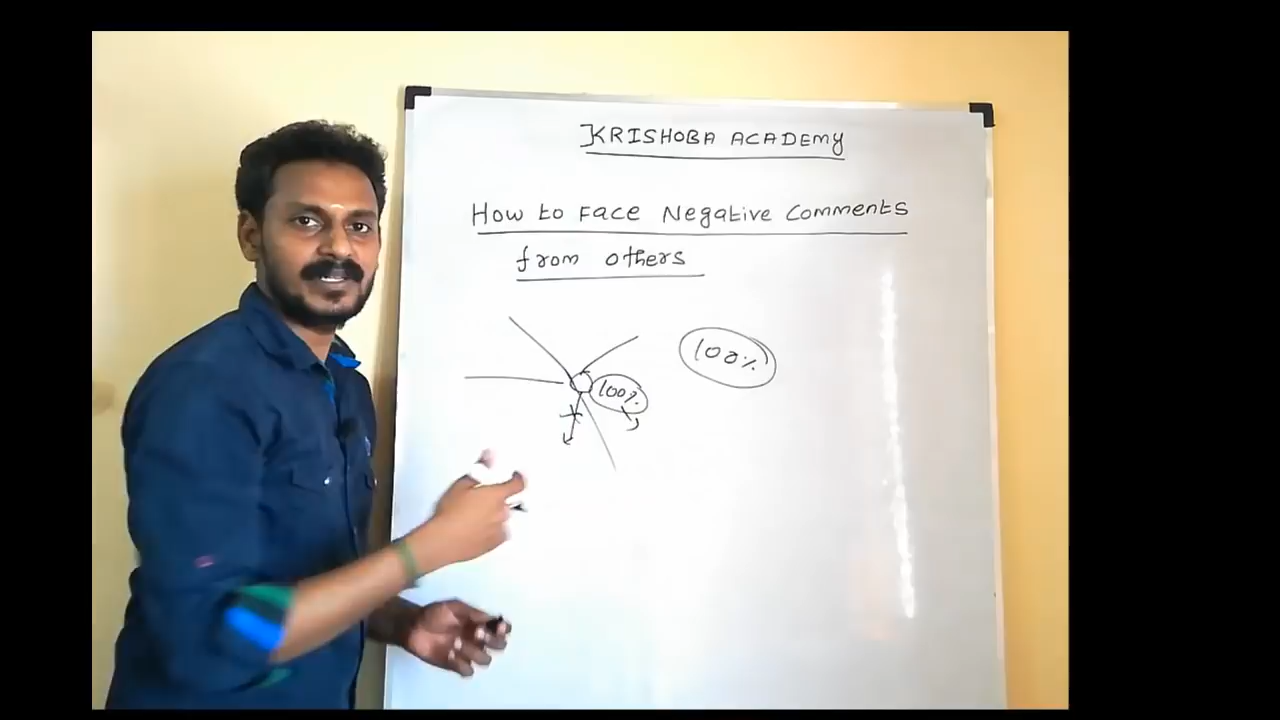 KRISHOBA ACADEMY
How to Face Negative Comments
from others
100%
100%